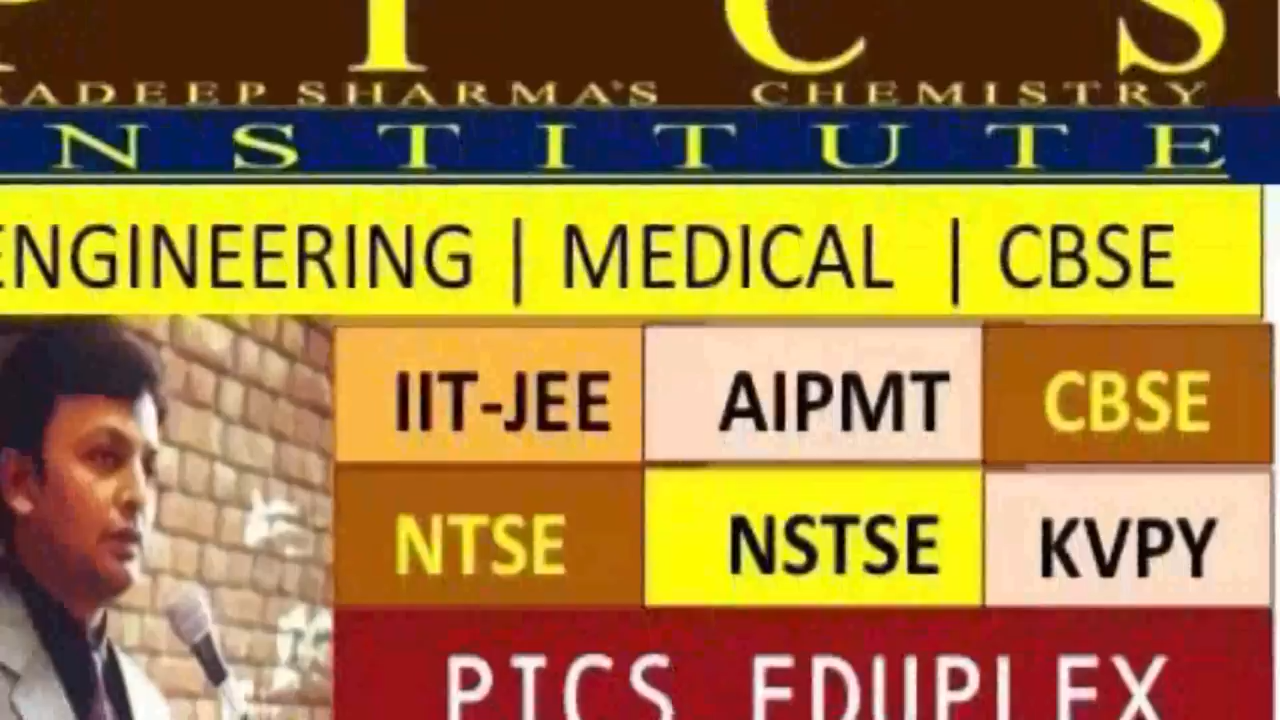 P I C S
RADEEP SHARMA'S CHEMISTRY
NSTITUTE
ENGINEERING | MEDICAL | CBSE
IIT-JEE AIPMT CBSE
NTSE NSTSE KVPY
PICS EDUPLEX